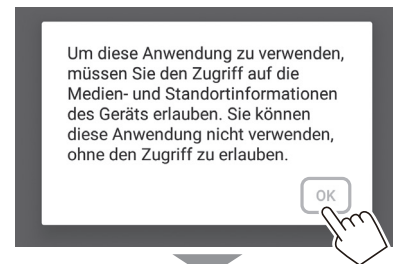 Um diese Anwendung zu verwenden,
müssen Sie den Zugriff auf die
Medien- und Standortinformationen
des Geräts erlauben. Sie können
diese Anwendung nicht verwenden,
ohne den Zugriff zu erlauben.
OK